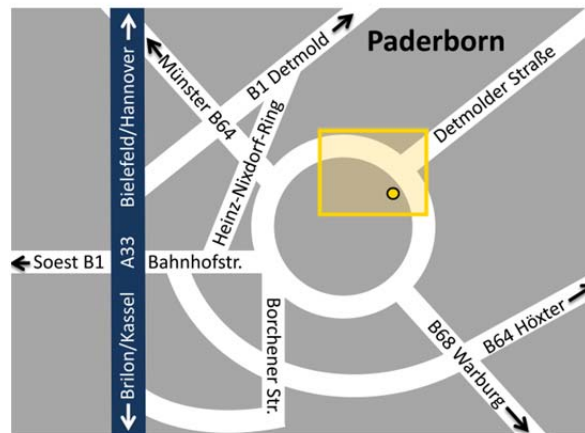 Paderborn
B1 Detmold
Münster B64
Detmolder Straße
Bielefeld/Hannover
Heinz-Nixdorf-Ring
Soest B1
A33
Bahnhofstr.
Brilon/Kassel
Borchener Str.
B64 Höxter
B68 Warburg